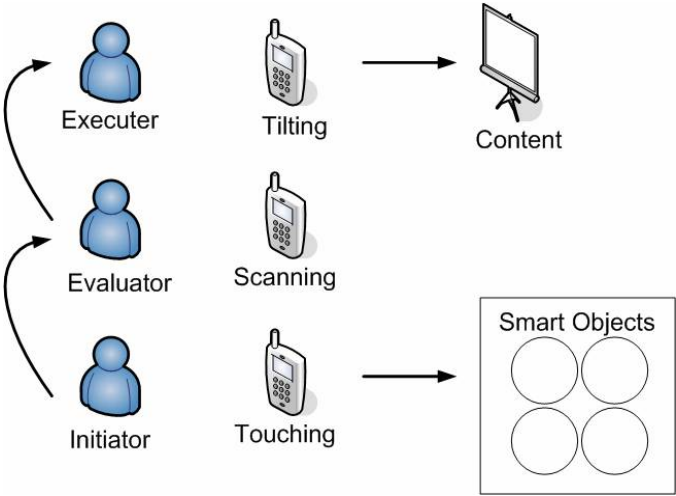 Executer
Tilting
Content
Evaluator
Scanning
Smart Objects
Initiator
Touching